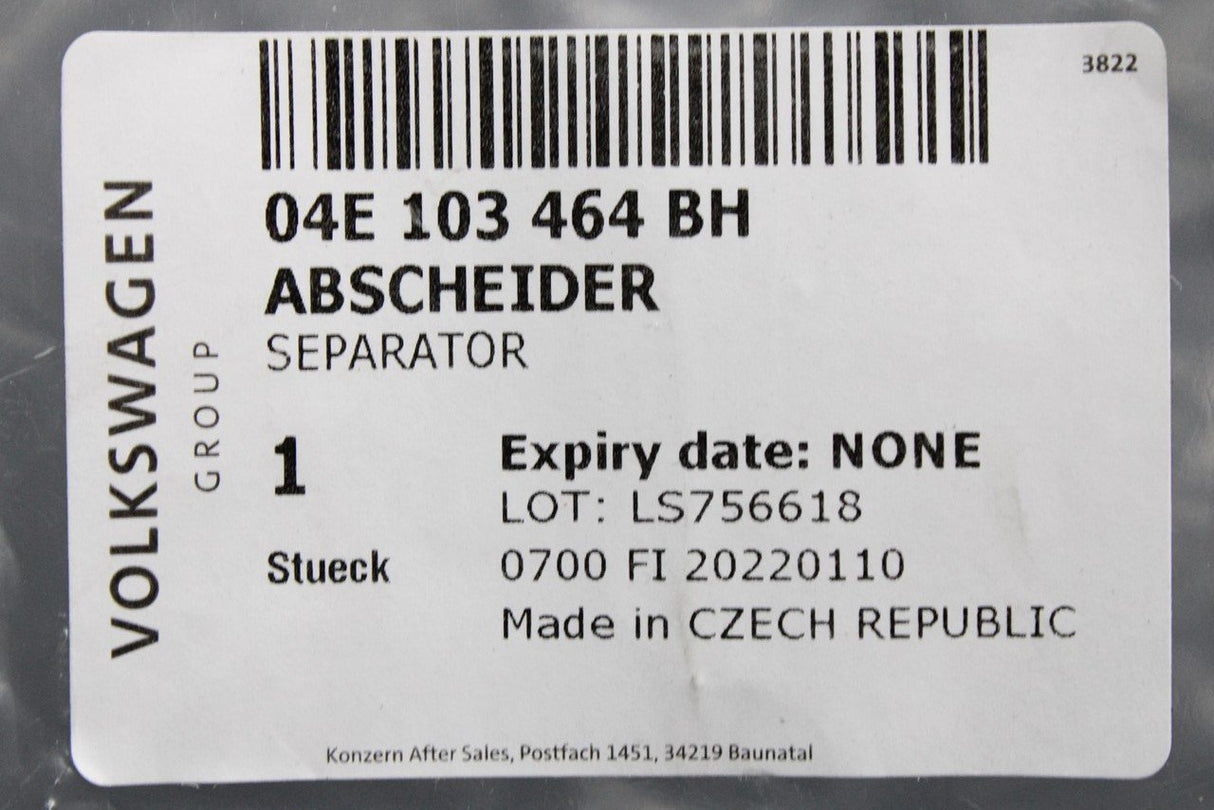 3822
04E 103 464 BH
ABSCHEIDER
SEPARATOR
VOLKSWAGEN
GROUP
1
Stueck
Expiry date: NONE
LOT: LS756618
0700 FI 20220110
Made in CZECH REPUBLIC
Konzern After Sales, Postfach 1451, 34219 Baunatal